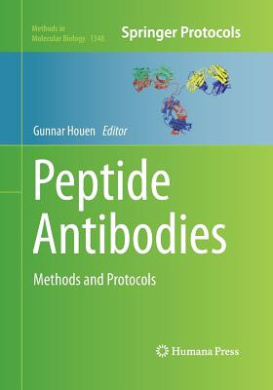 Methods in
Molecular Biology 1348
Springer Protocols
Gunnar Houen Editor
Peptide
Antibodies
Methods and Protocols
Humana Press